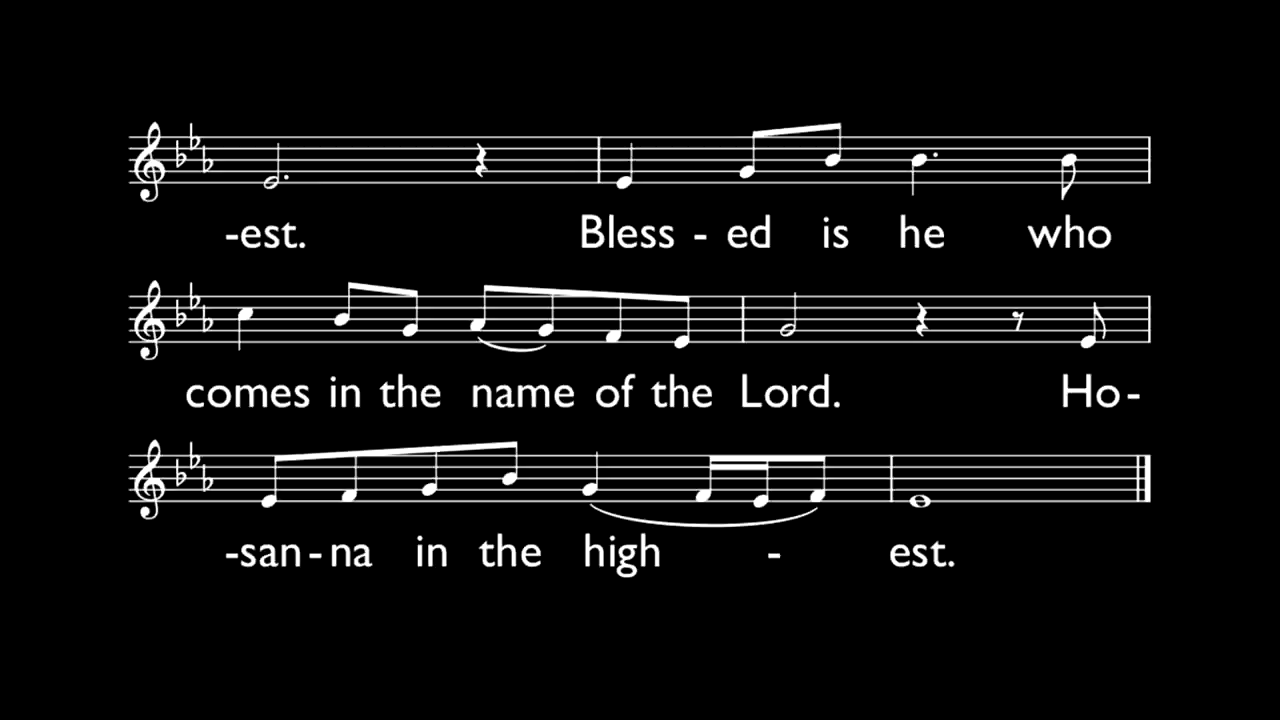 -est. Bless - ed is he who
comes in the name of the Lord. Ho-
-san-na in the high - est.